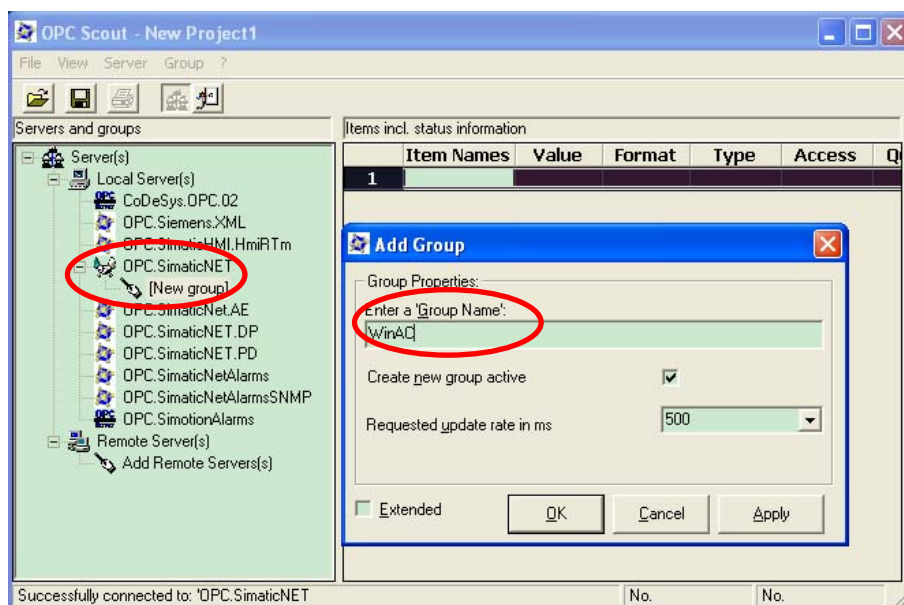 OPC Scout - New Project1
File View Server Group ?
Servers and groups
Items incl. status information
Server(s)
Local Server(s)
CoDeSys.OPC.02
OPC.Siemens.XML
OPC.SimaticHMI.HmiRTm
OPC.SimaticNET
[New group]
OPC.SimaticNet.AE
OPC.SimaticNET.DP
OPC.SimaticNET.PD
OPC.SimaticNetAlarms
OPC.SimaticNetAlarmsSNMP
OPC.SimotionAlarms
Remote Server(s)
Add Remote Servers(s)
Item Names Value Format Type Access Q
1
Add Group
Group Properties:
Enter a 'Group Name':
WinAC
Create new group active
Requested update rate in ms 500
Extended OK Cancel Apply
Successfully connected to: 'OPC.SimaticNET No. No.